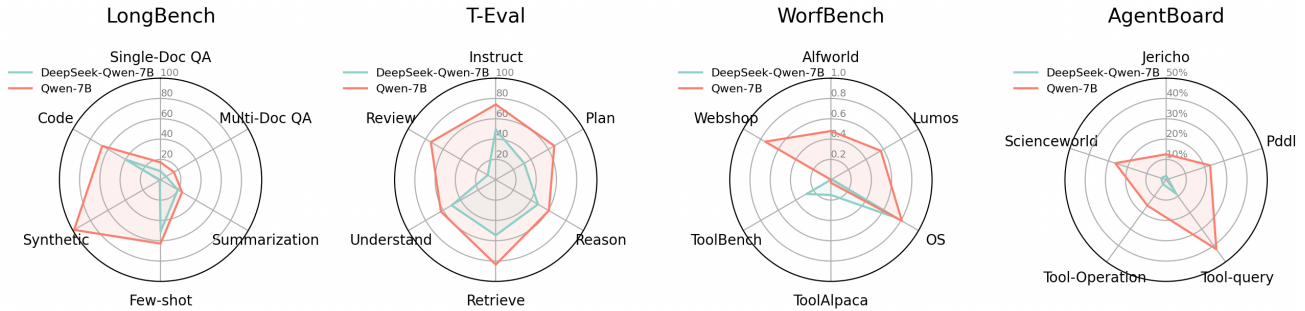 LongBench
Single-Doc QA
DeepSeek-Qwen-7B
Qwen-7B
100
80
60
40
20
Code
Multi-Doc QA
Synthetic
Summarization
Few-shot
T-Eval
Instruct
DeepSeek-Qwen-7B
Qwen-7B
100
80
60
40
20
Review
Plan
Understand
Reason
Retrieve
WorfBench
Alfworld
DeepSeek-Qwen-7B
Qwen-7B
1.0
0.8
0.6
0.4
0.2
Webshop
Lumos
ToolBench
OS
ToolAlpaca
AgentBoard
Jericho
DeepSeek-Qwen-7B
Qwen-7B
50%
40%
30%
20%
10%
Scienceworld
Pddl
Tool-Operation
Tool-query